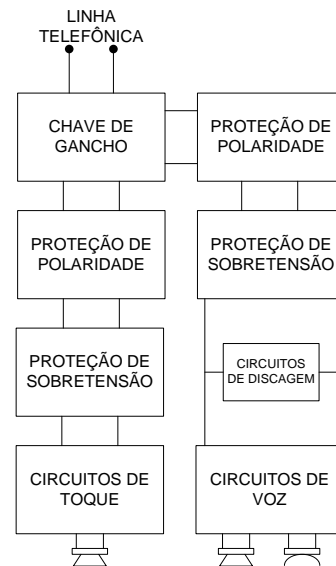 LINHA
TELEFÔNICA
CHAVE DE
GANCHO
PROTEÇÃO DE
POLARIDADE
PROTEÇÃO DE
POLARIDADE
PROTEÇÃO DE
SOBRETENSÃO
PROTEÇÃO DE
SOBRETENSÃO
CIRCUITOS
DE DISCAGEM
CIRCUITOS DE
TOQUE
CIRCUITOS DE
VOZ